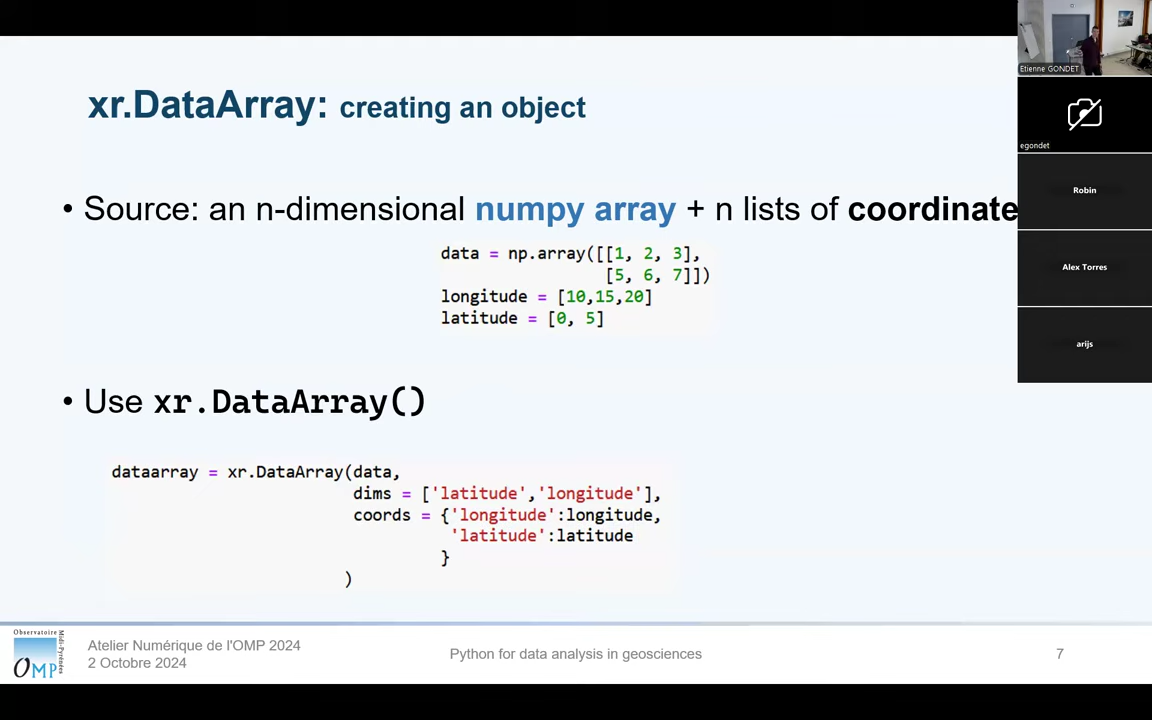 xr.DataArray: creating an object
• Source: an n-dimensional numpy array + n lists of coordinate
data = np.array([[1, 2, 3],
[5, 6, 7]])
longitude = [10,15,20]
latitude = [0, 5]
• Use xr.DataArray()
dataarray = xr.DataArray(data,
dims = ['latitude','longitude'],
coords = {'longitude':longitude,
'latitude':latitude
}
)
Observatoire
Midi-Pyrénées
OMP
Atelier Numérique de l'OMP 2024
2 Octobre 2024
Python for data analysis in geosciences
7
Etienne GONDET
egondet
Robin
Alex Torres
arijs